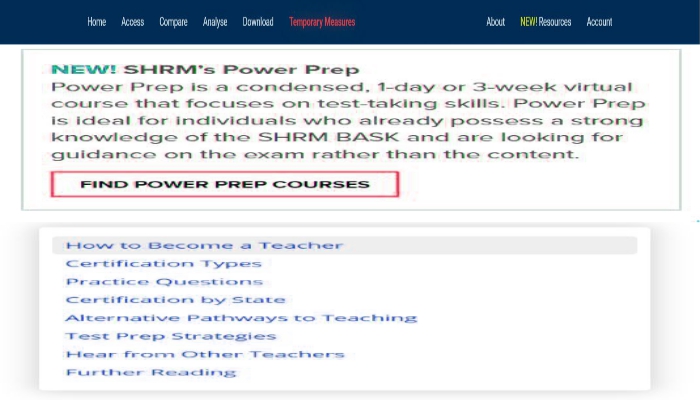 Home Access Compare Analyse Download Temporary Measures About NEW! Resources Account
NEW! SHRM's Power Prep
Power Prep is a condensed, 1-day or 3-week virtual
course that focuses on test-taking skills. Power Prep
is ideal for individuals who already possess a strong
knowledge of the SHRM BASK and are looking for
guidance on the exam rather than the content.
FIND POWER PREP COURSES
How to Become a Teacher
Certification Types
Practice Questions
Certification by State
Alternative Pathways to Teaching
Test Prep Strategies
Hear from Other Teachers
Further Reading